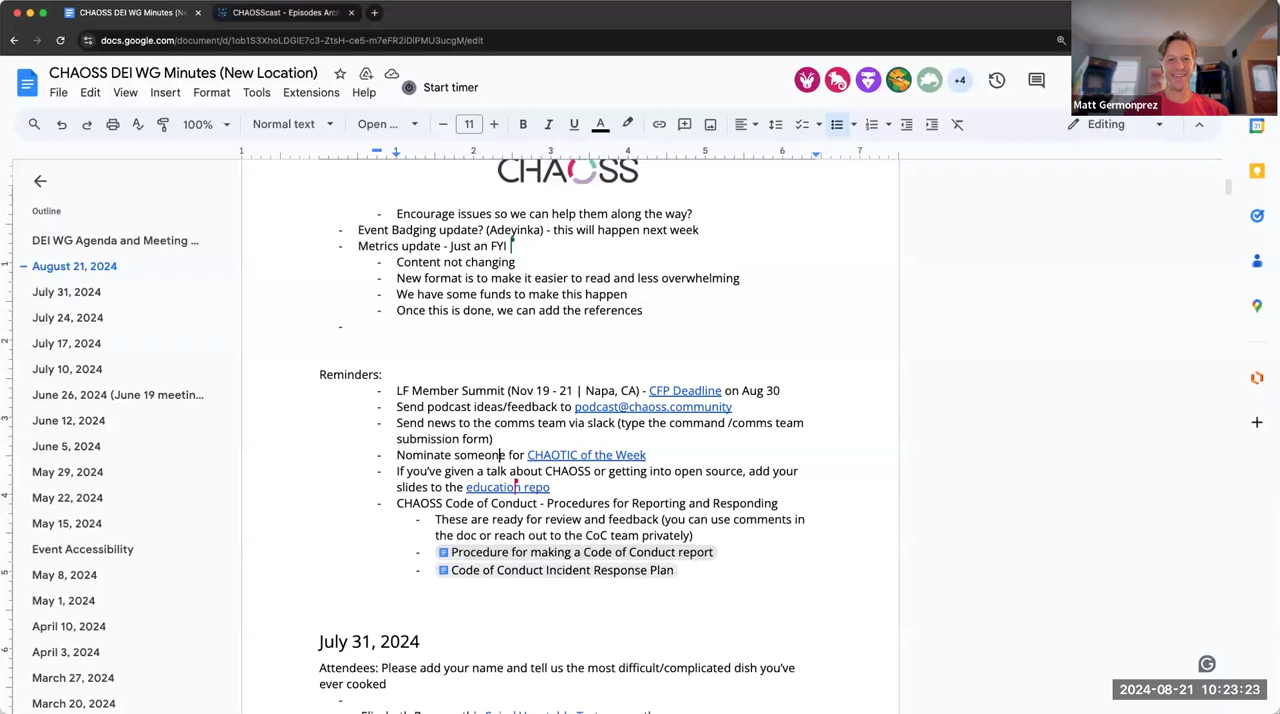 CHAOSS DEI WG Minutes (Ne
CHAOSScast - Episodes Arc
docs.google.com/document/d/1ob1S3XhoLDGlE7c3-ZtsH-ce5-m7eFR2iDiPMU3ucgM/edit
CHAOSS DEI WG Minutes (New Location)
File Edit View Insert Format Tools Extensions Help
Start timer
+4
Matt Germonprez
100% Normal text Open ... 11 B I U A
Editing
1 1 2 3 4 5 6 7
Outline
DEI WG Agenda and Meeting ...
August 21, 2024
July 31, 2024
July 24, 2024
July 17, 2024
July 10, 2024
June 26, 2024 (June 19 meetin...
June 12, 2024
June 5, 2024
May 29, 2024
May 22, 2024
May 15, 2024
Event Accessibility
May 8, 2024
May 1, 2024
April 10, 2024
April 3, 2024
March 27, 2024
March 20, 2024
CHAOSS
- Encourage issues so we can help them along the way?
- Event Badging update? (Adeyinka) - this will happen next week
- Metrics update - Just an FYI
- Content not changing
- New format is to make it easier to read and less overwhelming
- We have some funds to make this happen
- Once this is done, we can add the references
-
Reminders:
- LF Member Summit (Nov 19 - 21 | Napa, CA) - CFP Deadline on Aug 30
- Send podcast ideas/feedback to podcast@chaoss.community
- Send news to the comms team via slack (type the command /comms team
submission form)
- Nominate someone for CHAOTIC of the Week
- If you've given a talk about CHAOSS or getting into open source, add your
slides to the education repo
- CHAOSS Code of Conduct - Procedures for Reporting and Responding
- These are ready for review and feedback (you can use comments in
the doc or reach out to the CoC team privately)
- Procedure for making a Code of Conduct report
- Code of Conduct Incident Response Plan
July 31, 2024
Attendees: Please add your name and tell us the most difficult/complicated dish you've
ever cooked
-
2024-08-21 10:23:23